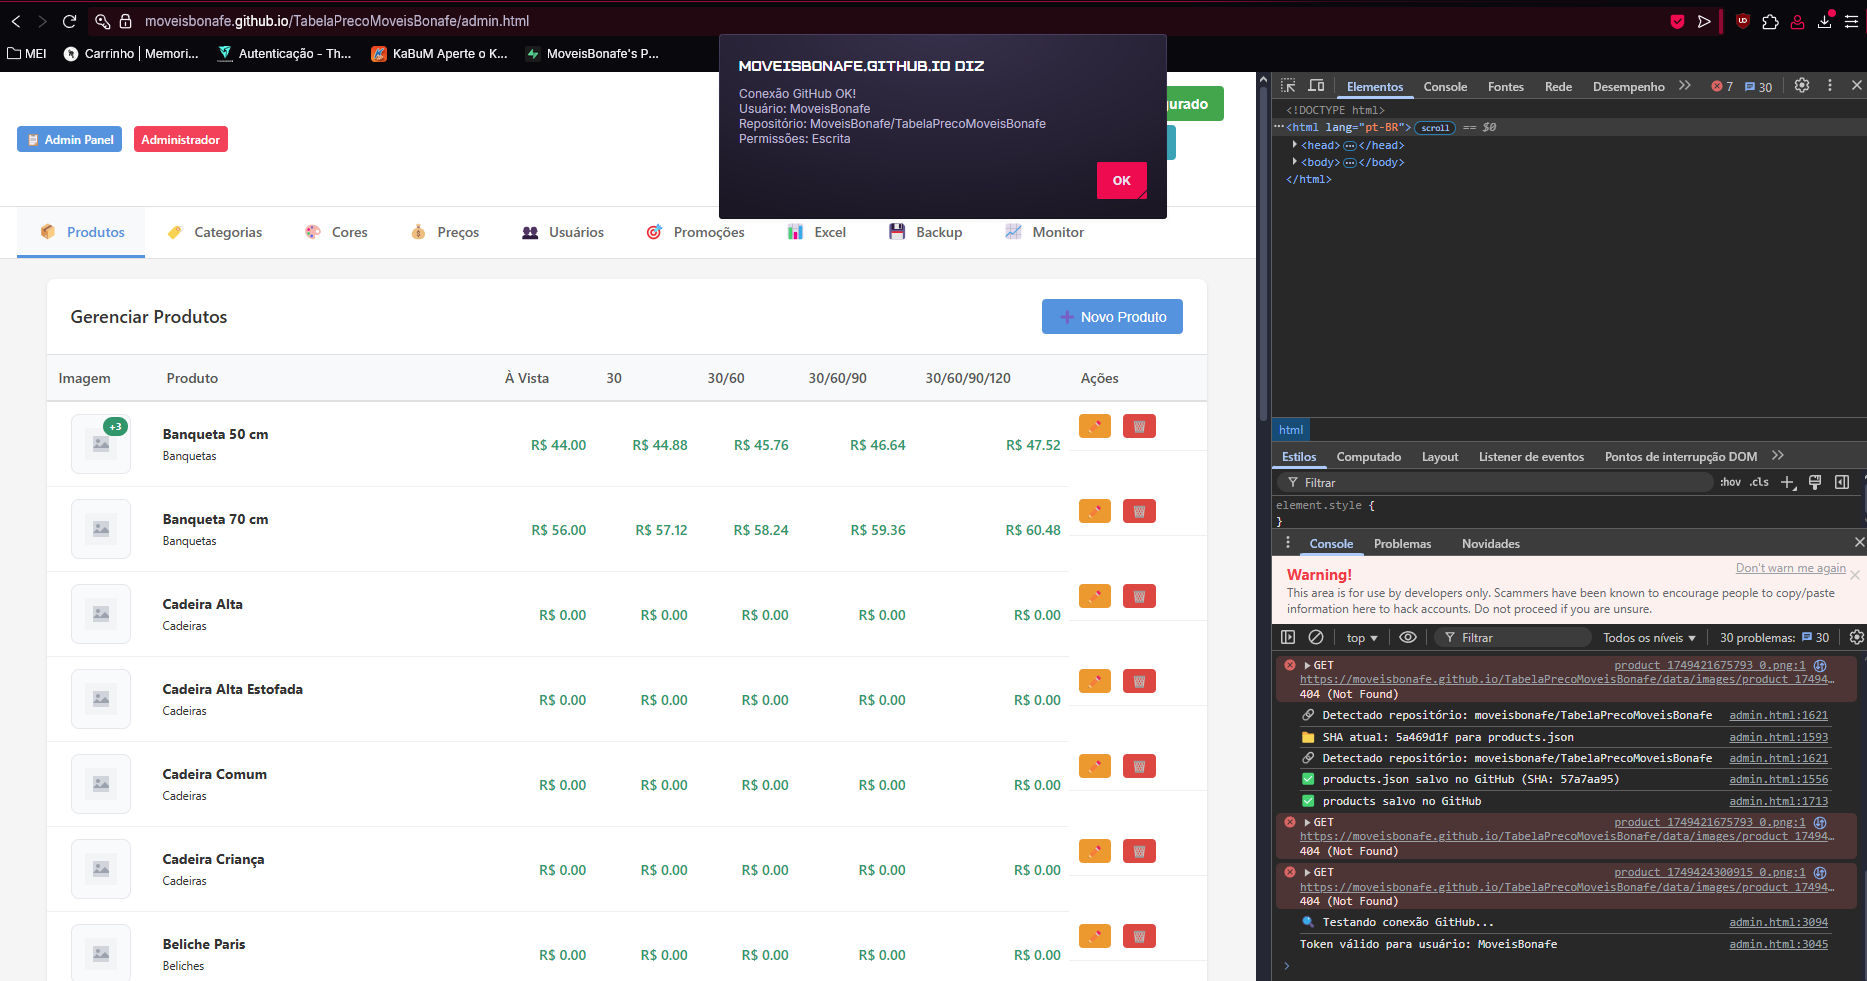 moveisbonafe.github.io/TabelaPrecoMoveisBonafe/admin.html
MEI
Carrinho | Memori...
Autenticação - Th...
KaBuM Aperte o K...
MoveisBonafe's P...
MOVEISBONAFE.GITHUB.IO DIZ
Conexão GitHub OK!
Usuário: MoveisBonafe
Repositório: MoveisBonafe/TabelaPrecoMoveisBonafe
Permissões: Escrita
OK
gurado
Admin Panel
Administrador
Produtos
Categorias
Cores
Preços
Usuários
Promoções
Excel
Backup
Monitor
Gerenciar Produtos
Novo Produto
Imagem Produto À Vista 30 30/60 30/60/90 30/60/90/120 Ações
+3
Banqueta 50 cm
Banquetas
R$ 44.00 R$ 44.88 R$ 45.76 R$ 46.64 R$ 47.52
Banqueta 70 cm
Banquetas
R$ 56.00 R$ 57.12 R$ 58.24 R$ 59.36 R$ 60.48
Cadeira Alta
Cadeiras
R$ 0.00 R$ 0.00 R$ 0.00 R$ 0.00 R$ 0.00
Cadeira Alta Estofada
Cadeiras
R$ 0.00 R$ 0.00 R$ 0.00 R$ 0.00 R$ 0.00
Cadeira Comum
Cadeiras
R$ 0.00 R$ 0.00 R$ 0.00 R$ 0.00 R$ 0.00
Cadeira Criança
Cadeiras
R$ 0.00 R$ 0.00 R$ 0.00 R$ 0.00 R$ 0.00
Beliche Paris
Beliches
R$ 0.00 R$ 0.00 R$ 0.00 R$ 0.00 R$ 0.00
Elementos Console Fontes Rede Desempenho 7 30
<!DOCTYPE html>
<html lang="pt-BR"> scroll == $0
<head> </head>
<body> </body>
</html>
html
Estilos Computado Layout Listener de eventos Pontos de interrupção DOM
Filtrar :hov .cls
element.style {
}
Console Problemas Novidades
Don't warn me again
Warning!
This area is for use by developers only. Scammers have been known to encourage people to copy/paste
information here to hack accounts. Do not proceed if you are unsure.
top Filtrar Todos os níveis 30 problemas: 30
GET product_1749421675793_0.png:1
https://moveisbonafe.github.io/TabelaPrecoMoveisBonafe/data/images/product_17494…
404 (Not Found)
Detectado repositório: moveisbonafe/TabelaPrecoMoveisBonafe admin.html:1621
SHA atual: 5a469d1f para products.json admin.html:1593
Detectado repositório: moveisbonafe/TabelaPrecoMoveisBonafe admin.html:1621
products.json salvo no GitHub (SHA: 57a7aa95) admin.html:1556
products salvo no GitHub admin.html:1713
GET product_1749421675793_0.png:1
https://moveisbonafe.github.io/TabelaPrecoMoveisBonafe/data/images/product_17494…
404 (Not Found)
GET product_1749424300915_0.png:1
https://moveisbonafe.github.io/TabelaPrecoMoveisBonafe/data/images/product_17494…
404 (Not Found)
Testando conexão GitHub... admin.html:3094
Token válido para usuário: MoveisBonafe admin.html:3045